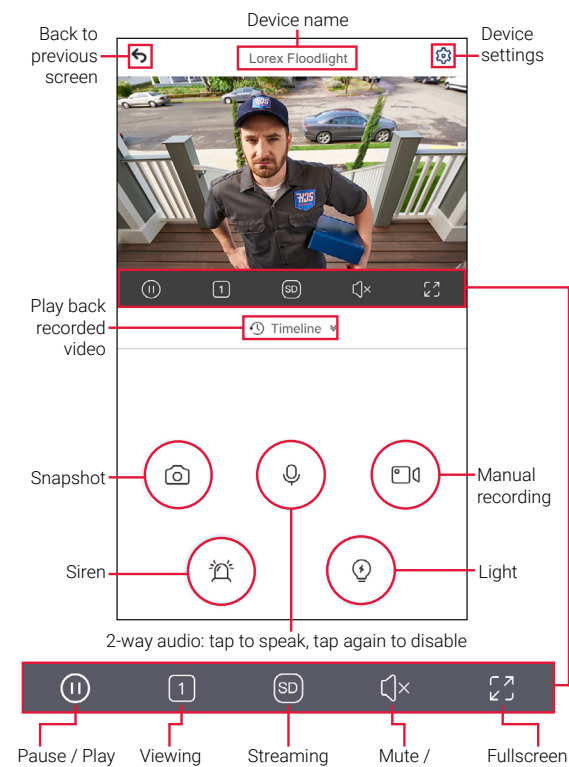 Device name
Back to
previous
screen
Lorex Floodlight
Device
settings
HDS
HDS
1
SD
Play back
recorded
video
Timeline
Snapshot
Manual
recording
Siren
Light
2-way audio: tap to speak, tap again to disable
1
SD
Pause / Play
Viewing
Streaming
Mute /
Fullscreen